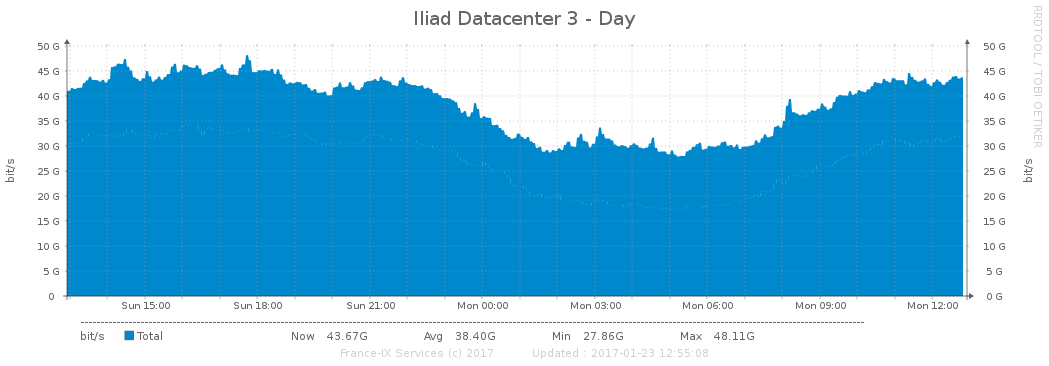 Iliad Datacenter 3 - Day
RRDTOOL / TOBI OETIKER
50 G 50 G
45 G 45 G
40 G 40 G
35 G 35 G
30 G 30 G
25 G 25 G
20 G 20 G
15 G 15 G
10 G 10 G
5 G 5 G
0 0 G
bit/s bit/s
Sun 15:00 Sun 18:00 Sun 21:00 Mon 00:00 Mon 03:00 Mon 06:00 Mon 09:00 Mon 12:00
bit/s Total Now 43.67G Avg 38.40G Min 27.86G Max 48.11G
France-IX Services (c) 2017 Updated : 2017-01-23 12:55:08